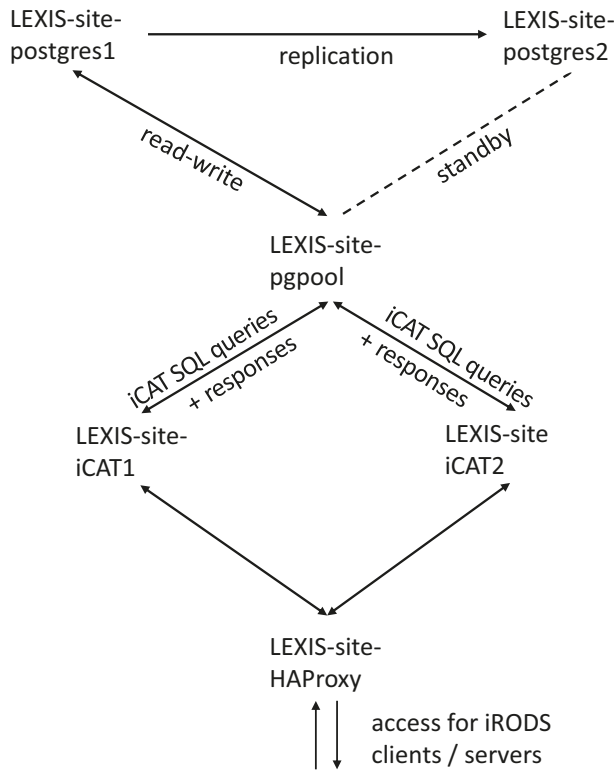 LEXIS-site-
postgres1
replication
LEXIS-site-
postgres2
read-write
standby
LEXIS-site-
pgpool
iCAT SQL queries
+ responses
iCAT SQL queries
+ responses
LEXIS-site-
iCAT1
LEXIS-site
iCAT2
LEXIS-site-
HAProxy
access for iRODS
clients / servers